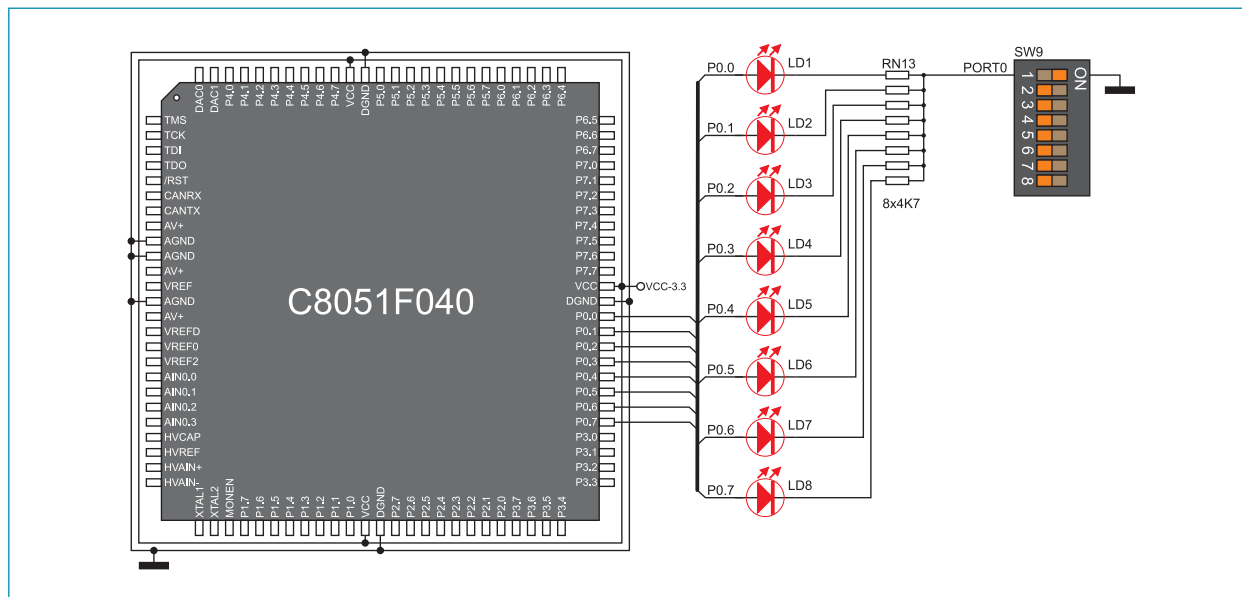 DAC0
DAC1
P4.0
P4.1
P4.2
P4.3
P4.4
P4.5
P4.6
P4.7
VCC
DGND
P5.0
P5.1
P5.2
P5.3
P5.4
P5.5
P5.6
P5.7
P6.0
P6.1
P6.2
P6.3
P6.4
TMS
TCK
TDI
TDO
/RST
CANRX
CANTX
AV+
AGND
AGND
AV+
VREF
AGND
AV+
VREFD
VREF0
VREF2
AIN0.0
AIN0.1
AIN0.2
AIN0.3
HVCAP
HVREF
HVAIN+
HVAIN-
C8051F040
P6.5
P6.6
P6.7
P7.0
P7.1
P7.2
P7.3
P7.4
P7.5
P7.6
P7.7
VCC
DGND
P0.0
P0.1
P0.2
P0.3
P0.4
P0.5
P0.6
P0.7
P3.0
P3.1
P3.2
P3.3
XTAL1
XTAL2
MONEN
P1.7
P1.6
P1.5
P1.4
P1.3
P1.2
P1.1
P1.0
VCC
DGND
P2.7
P2.6
P2.5
P2.4
P2.3
P2.2
P2.1
P2.0
P3.7
P3.6
P3.5
P3.4
VCC-3.3
P0.0
LD1
P0.1
LD2
P0.2
LD3
P0.3
LD4
P0.4
LD5
P0.5
LD6
P0.6
LD7
P0.7
LD8
RN13
8x4K7
PORT0
SW9
ON
1
2
3
4
5
6
7
8